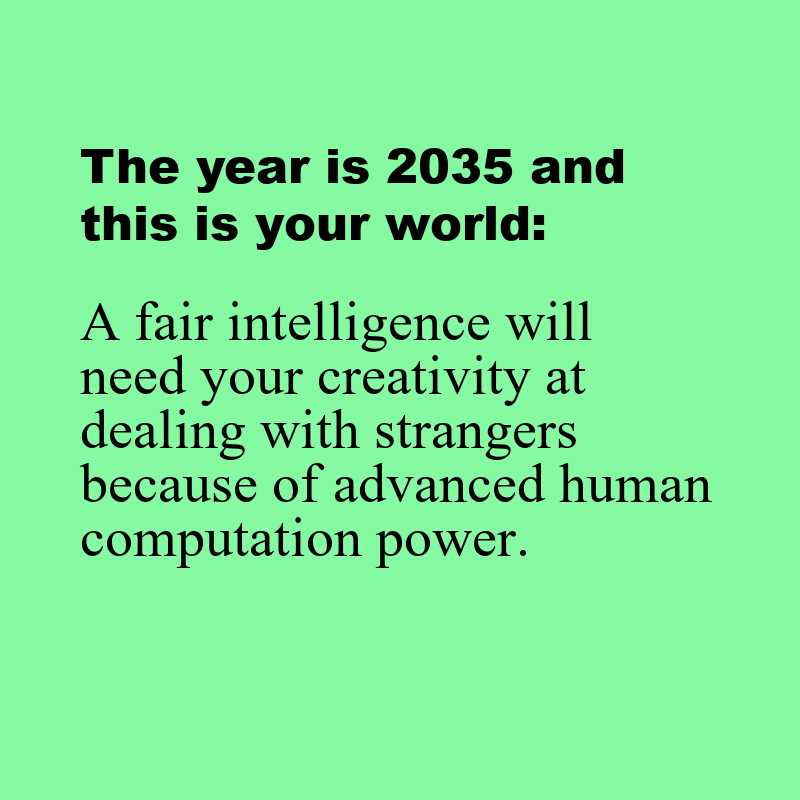 The year is 2035 and
this is your world:
A fair intelligence will
need your creativity at
dealing with strangers
because of advanced human
computation power.